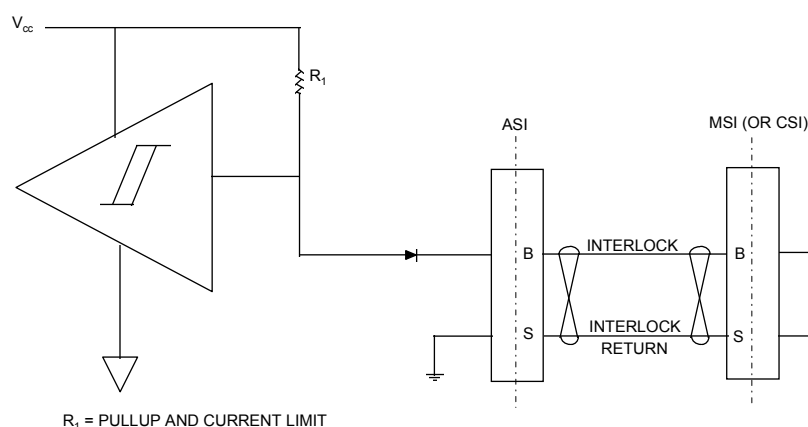 Vcc
R1
ASI
MSI (OR CSI)
B
INTERLOCK
B
S
INTERLOCK
RETURN
S
R1 = PULLUP AND CURRENT LIMIT